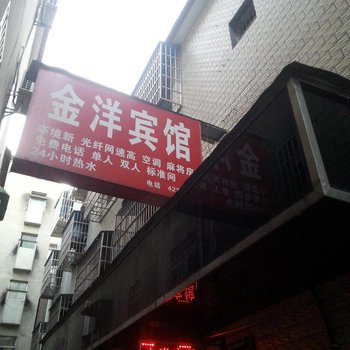 金洋宾馆
环境新 光纤网速高 空调 麻将房
免费电话 单人 双人 标准间
24小时热水
电话 422